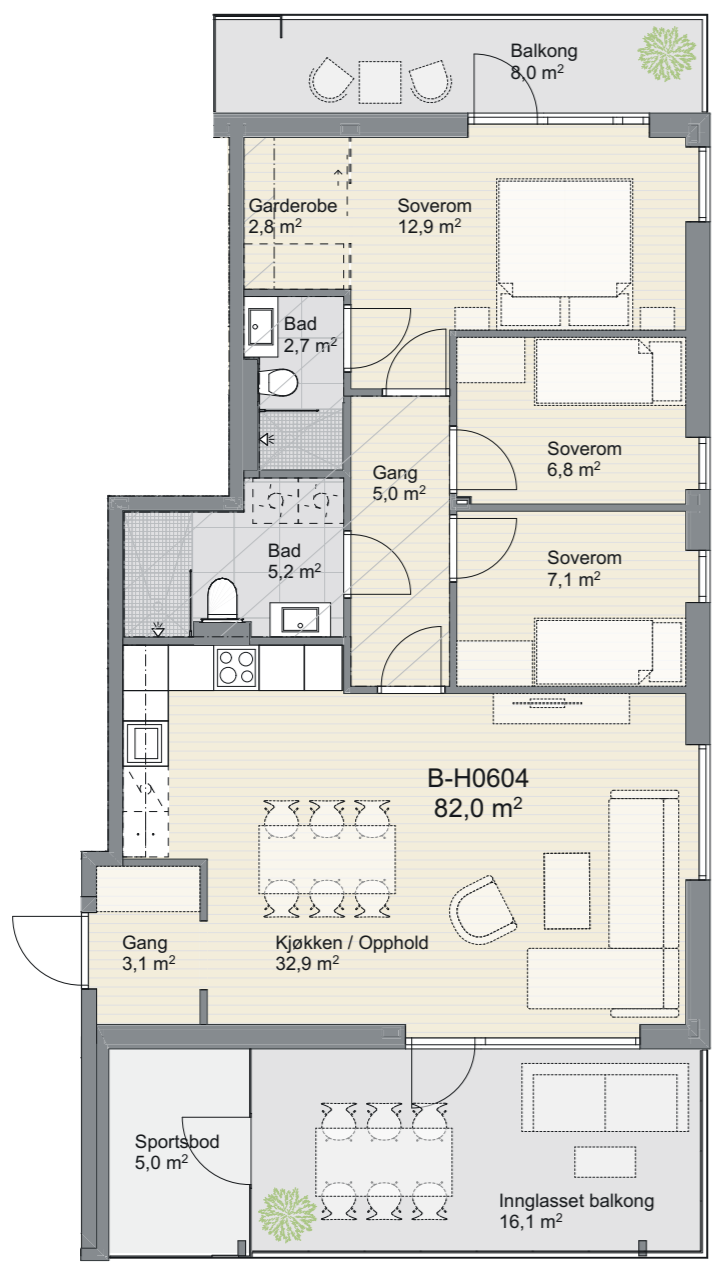 Balkong
8,0 m²
Garderobe
2,8 m²
Soverom
12,9 m²
Bad
2,7 m²
Soverom
6,8 m²
Gang
5,0 m²
Bad
5,2 m²
Soverom
7,1 m²
B-H0604
82,0 m²
Gang
3,1 m²
Kjøkken / Opphold
32,9 m²
Sportsbod
5,0 m²
Innglasset balkong
16,1 m²